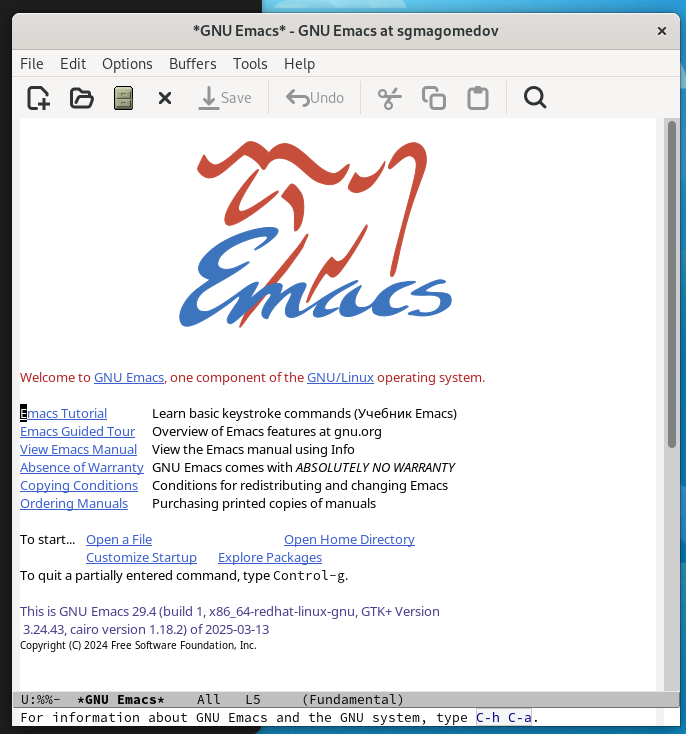 *GNU Emacs* - GNU Emacs at sgmagomedov
File Edit Options Buffers Tools Help
Save Undo
Emacs
Welcome to GNU Emacs, one component of the GNU/Linux operating system.
Emacs Tutorial Learn basic keystroke commands (Учебник Emacs)
Emacs Guided Tour Overview of Emacs features at gnu.org
View Emacs Manual View the Emacs manual using Info
Absence of Warranty GNU Emacs comes with ABSOLUTELY NO WARRANTY
Copying Conditions Conditions for redistributing and changing Emacs
Ordering Manuals Purchasing printed copies of manuals
To start... Open a File Open Home Directory
Customize Startup Explore Packages
To quit a partially entered command, type Control-g.
This is GNU Emacs 29.4 (build 1, x86_64-redhat-linux-gnu, GTK+ Version
3.24.43, cairo version 1.18.2) of 2025-03-13
Copyright (C) 2024 Free Software Foundation, Inc.
U:%%- *GNU Emacs* All L5 (Fundamental)
For information about GNU Emacs and the GNU system, type C-h C-a.